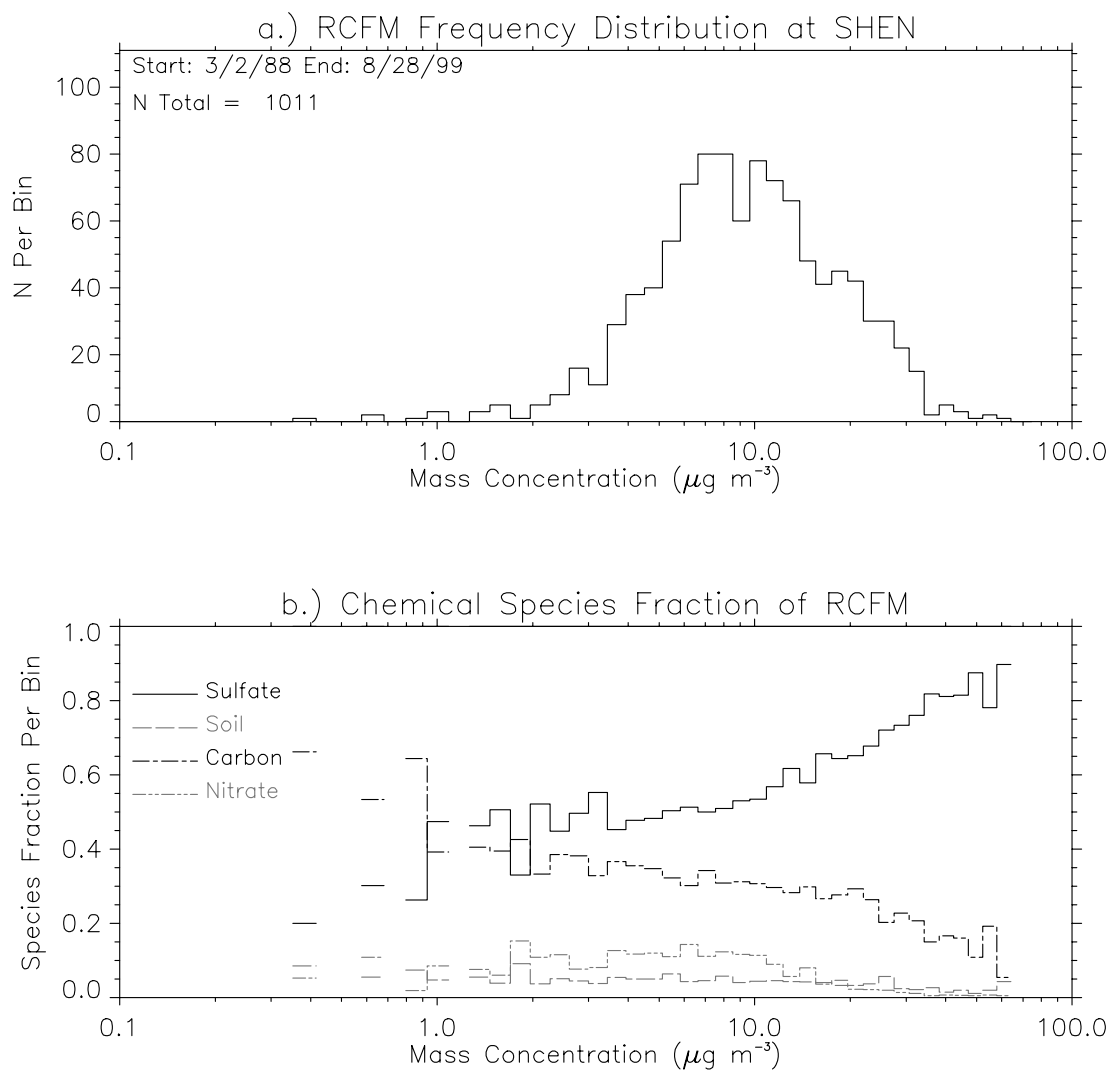 a.) RCFM Frequency Distribution at SHEN
Start: 3/2/88 End: 8/28/99
N Total = 1011
N Per Bin
100
80
60
40
20
0
0.1 1.0 10.0 100.0
Mass Concentration (μg m⁻³)
b.) Chemical Species Fraction of RCFM
Species Fraction Per Bin
1.0
0.8
0.6
0.4
0.2
0.0
Sulfate
Soil
Carbon
Nitrate
0.1 1.0 10.0 100.0
Mass Concentration (μg m⁻³)